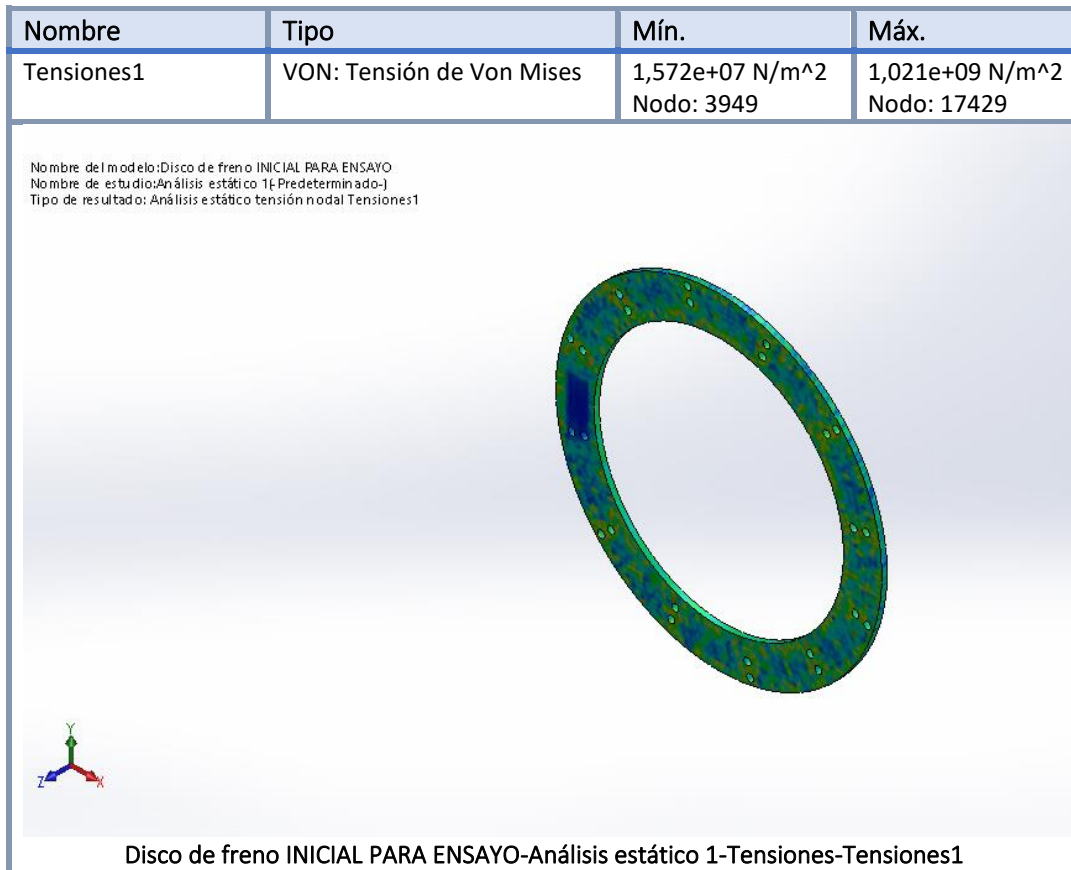 Nombre Tipo Mín. Máx.
Tensiones1 VON: Tensión de Von Mises 1,572e+07 N/m^2 1,021e+09 N/m^2
Nodo: 3949 Nodo: 17429
Nombre del modelo:Disco de freno INICIAL PARA ENSAYO
Nombre de estudio:Análisis estático 1(-Predeterminado-)
Tipo de resultado: Análisis estático tensión nodal Tensiones1
Y
Z X
Disco de freno INICIAL PARA ENSAYO-Análisis estático 1-Tensiones-Tensiones1